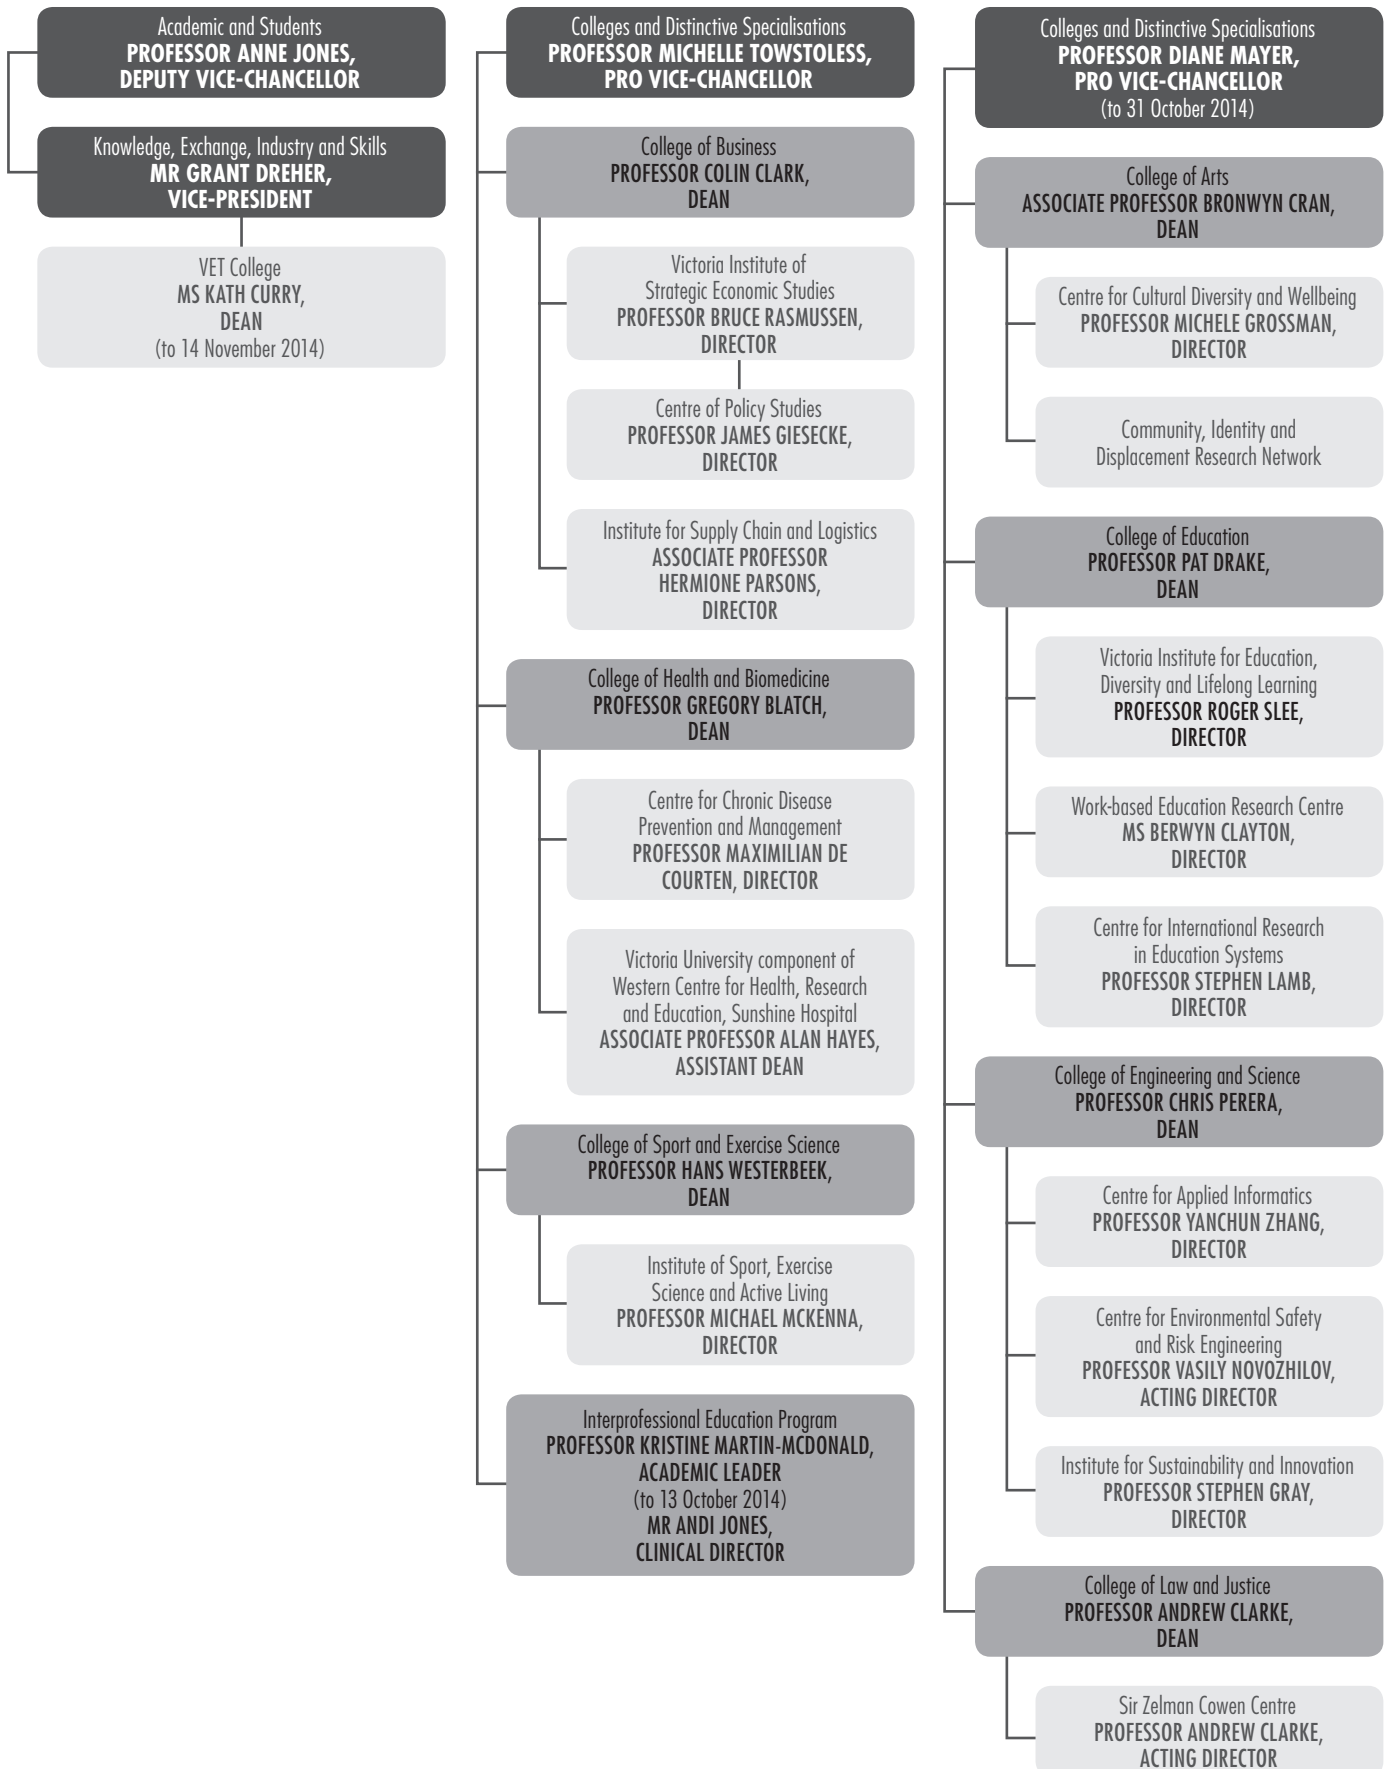 Academic and Students
PROFESSOR ANNE JONES,
DEPUTY VICE-CHANCELLOR
Knowledge, Exchange, Industry and Skills
MR GRANT DREHER,
VICE-PRESIDENT
VET College
MS KATH CURRY,
DEAN
(to 14 November 2014)
Colleges and Distinctive Specialisations
PROFESSOR MICHELLE TOWSTOLESS,
PRO VICE-CHANCELLOR
College of Business
PROFESSOR COLIN CLARK,
DEAN
Victoria Institute of
Strategic Economic Studies
PROFESSOR BRUCE RASMUSSEN,
DIRECTOR
Centre of Policy Studies
PROFESSOR JAMES GIESECKE,
DIRECTOR
Institute for Supply Chain and Logistics
ASSOCIATE PROFESSOR
HERMIONE PARSONS,
DIRECTOR
College of Health and Biomedicine
PROFESSOR GREGORY BLATCH,
DEAN
Centre for Chronic Disease
Prevention and Management
PROFESSOR MAXIMILIAN DE
COURTEN, DIRECTOR
Victoria University component of
Western Centre for Health, Research
and Education, Sunshine Hospital
ASSOCIATE PROFESSOR ALAN HAYES,
ASSISTANT DEAN
College of Sport and Exercise Science
PROFESSOR HANS WESTERBEEK,
DEAN
Institute of Sport, Exercise
Science and Active Living
PROFESSOR MICHAEL MCKENNA,
DIRECTOR
Interprofessional Education Program
PROFESSOR KRISTINE MARTIN-MCDONALD,
ACADEMIC LEADER
(to 13 October 2014)
MR ANDI JONES,
CLINICAL DIRECTOR
Colleges and Distinctive Specialisations
PROFESSOR DIANE MAYER,
PRO VICE-CHANCELLOR
(to 31 October 2014)
College of Arts
ASSOCIATE PROFESSOR BRONWYN CRAN,
DEAN
Centre for Cultural Diversity and Wellbeing
PROFESSOR MICHELE GROSSMAN,
DIRECTOR
Community, Identity and
Displacement Research Network
College of Education
PROFESSOR PAT DRAKE,
DEAN
Victoria Institute for Education,
Diversity and Lifelong Learning
PROFESSOR ROGER SLEE,
DIRECTOR
Work-based Education Research Centre
MS BERWYN CLAYTON,
DIRECTOR
Centre for International Research
in Education Systems
PROFESSOR STEPHEN LAMB,
DIRECTOR
College of Engineering and Science
PROFESSOR CHRIS PERERA,
DEAN
Centre for Applied Informatics
PROFESSOR YANCHUN ZHANG,
DIRECTOR
Centre for Environmental Safety
and Risk Engineering
PROFESSOR VASILY NOVOZHILOV,
ACTING DIRECTOR
Institute for Sustainability and Innovation
PROFESSOR STEPHEN GRAY,
DIRECTOR
College of Law and Justice
PROFESSOR ANDREW CLARKE,
DEAN
Sir Zelman Cowen Centre
PROFESSOR ANDREW CLARKE,
ACTING DIRECTOR